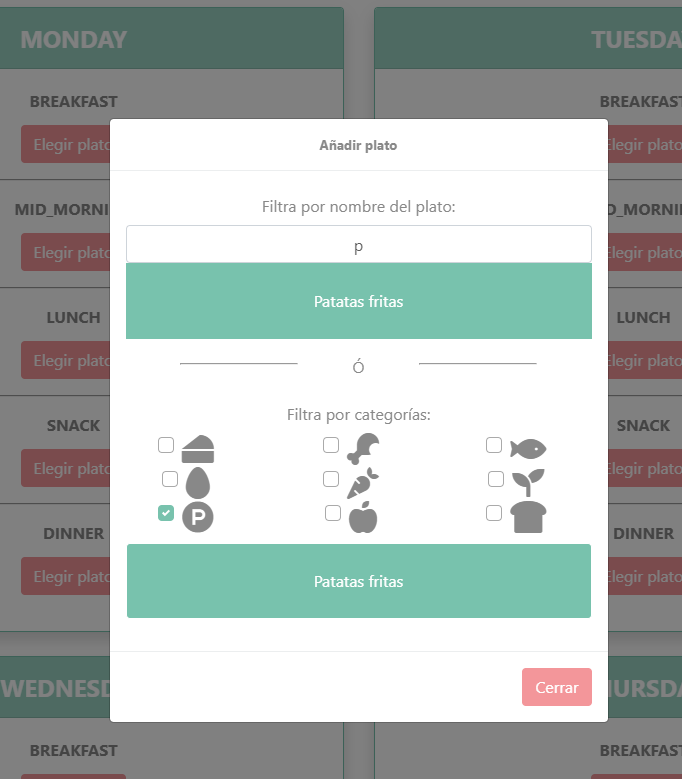 MONDAY
TUESDA
BREAKFAST
BREAKFAST
Elegir plato
Elegir plato
Añadir plato
Filtra por nombre del plato:
MID_MORNI
D_MORNI
p
Elegir plato
Elegir plato
Patatas fritas
LUNCH
LUNCH
Elegir plato
Elegir plato
Ó
Filtra por categorías:
SNACK
SNACK
Elegir plato
Elegir plato
P
DINNER
DINNER
Elegir plato
Elegir plato
Patatas fritas
Cerrar
WEDNESD
HURSDA
BREAKFAST
BREAKFAST